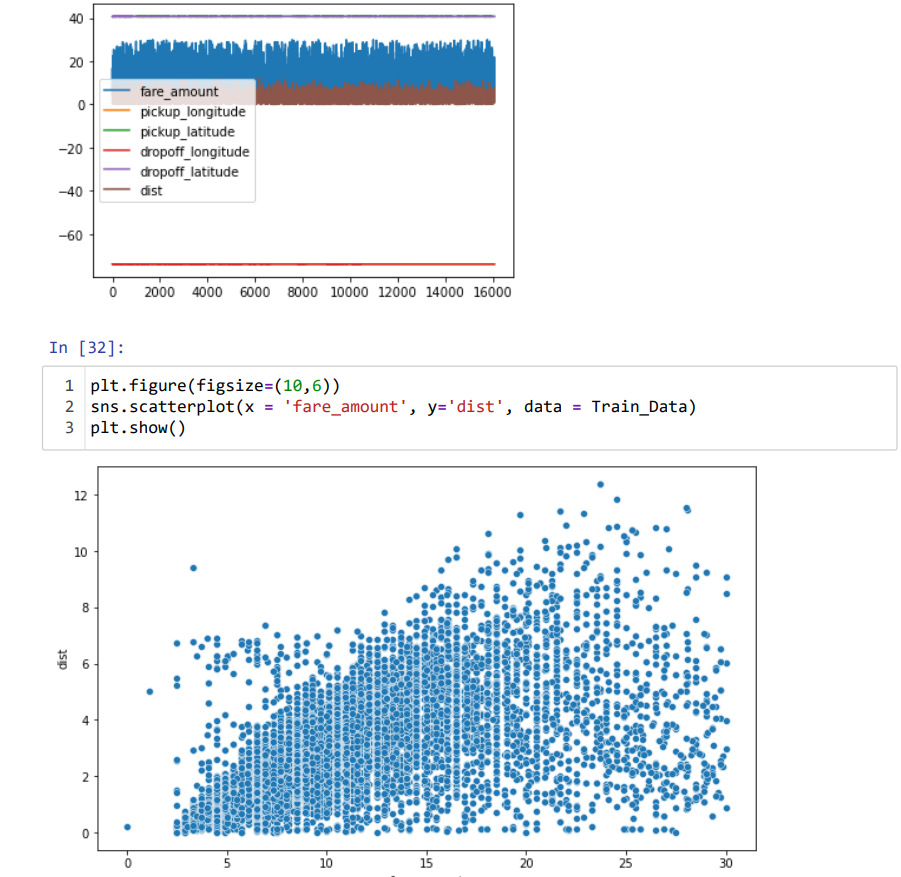 40
20
0
−20
−40
−60
fare_amount
pickup_longitude
pickup_latitude
dropoff_longitude
dropoff_latitude
dist
0 2000 4000 6000 8000 10000 12000 14000 16000
In [32]:
1 plt.figure(figsize=(10,6))
2 sns.scatterplot(x = 'fare_amount', y='dist', data = Train_Data)
3 plt.show()
12
10
8
6
4
2
0
dist
0 5 10 15 20 25 30